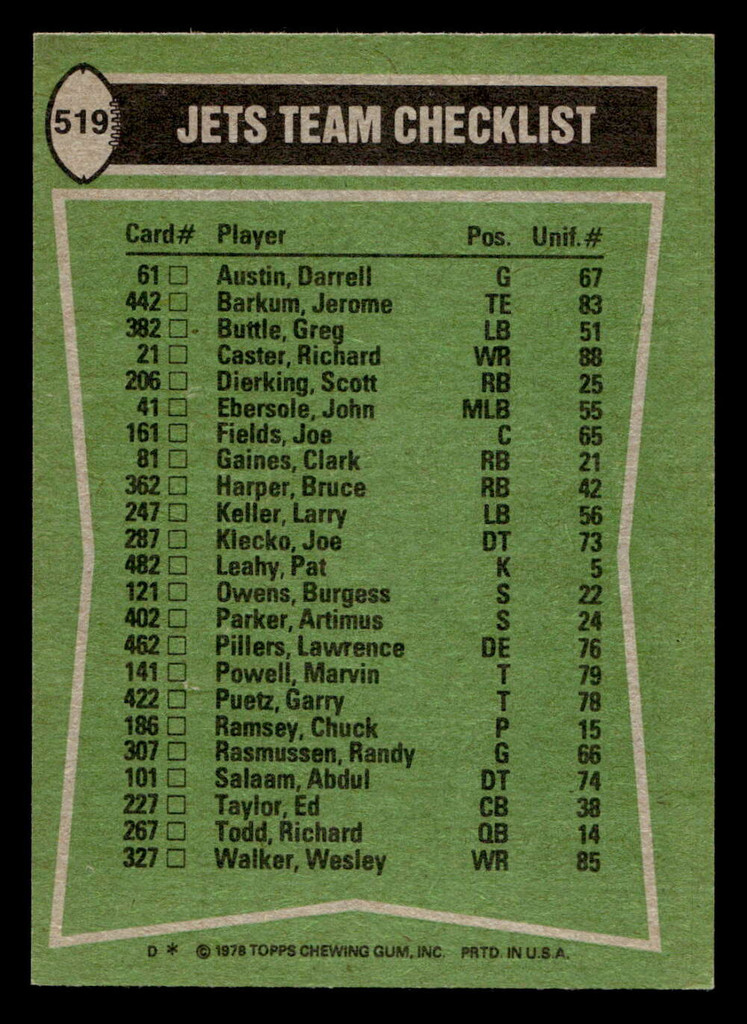 519
JETS TEAM CHECKLIST
Card# Player Pos. Unif.#
61 □ Austin, Darrell G 67
442 □ Barkum, Jerome TE 83
382 □ Buttle, Greg LB 51
21 □ Caster, Richard WR 88
206 □ Dierking, Scott RB 25
41 □ Ebersole, John MLB 55
161 □ Fields, Joe C 65
81 □ Gaines, Clark RB 21
362 □ Harper, Bruce RB 42
247 □ Keller, Larry LB 56
287 □ Klecko, Joe DT 73
482 □ Leahy, Pat K 5
121 □ Owens, Burgess S 22
402 □ Parker, Artimus S 24
462 □ Pillers, Lawrence DE 76
141 □ Powell, Marvin T 79
422 □ Puetz, Garry T 78
186 □ Ramsey, Chuck P 15
307 □ Rasmussen, Randy G 66
101 □ Salaam, Abdul DT 74
227 □ Taylor, Ed CB 38
267 □ Todd, Richard QB 14
327 □ Walker, Wesley WR 85
D * © 1978 TOPPS CHEWING GUM, INC. PRTD. IN U.S.A.